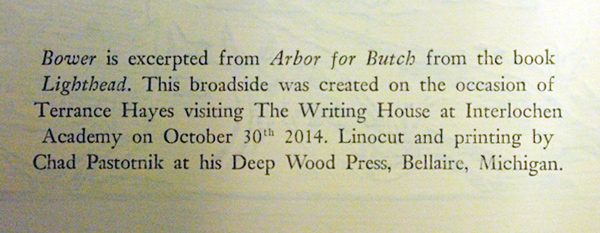 Bower is excerpted from Arbor for Butch from the book
Lighthead. This broadside was created on the occasion of
Terrance Hayes visiting The Writing House at Interlochen
Academy on October 30th 2014. Linocut and printing by
Chad Pastotnik at his Deep Wood Press, Bellaire, Michigan.